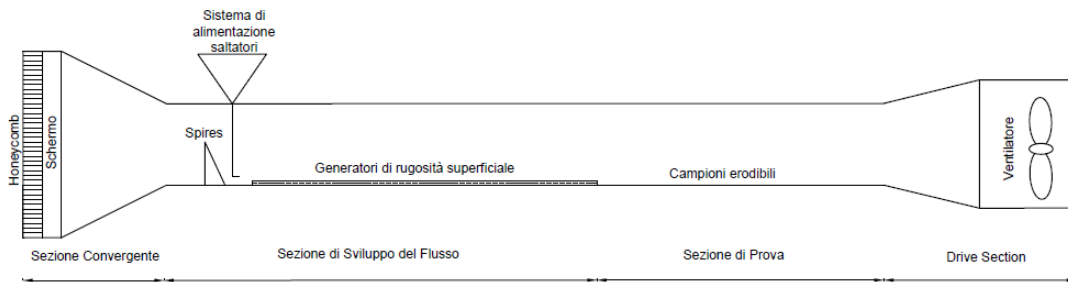 Sistema di
alimentazione
saltatori
Honeycomb
Schermo
Spires
Generatori di rugosità superficiale
Campioni erodibili
Ventilatore
Sezione Convergente
Sezione di Sviluppo del Flusso
Sezione di Prova
Drive Section